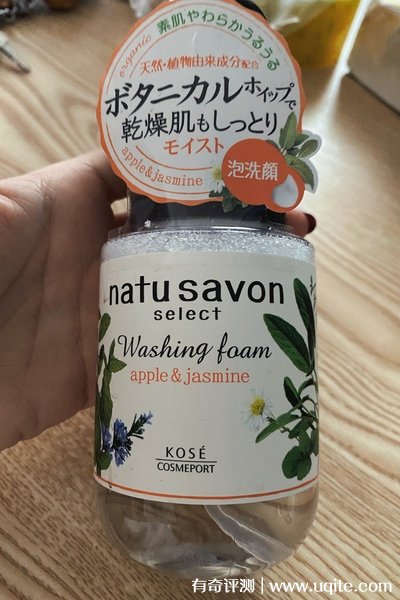 organic 素肌やわらかうるうる
天然・植物由来成分配合
ボタニカルホイップで
乾燥肌もしっとり
モイスト
apple&jasmine
泡洗顔
natu savon
select
Washing foam
apple & jasmine
KOSÉ
COSMEPORT
有奇评测 | www.uqite.com